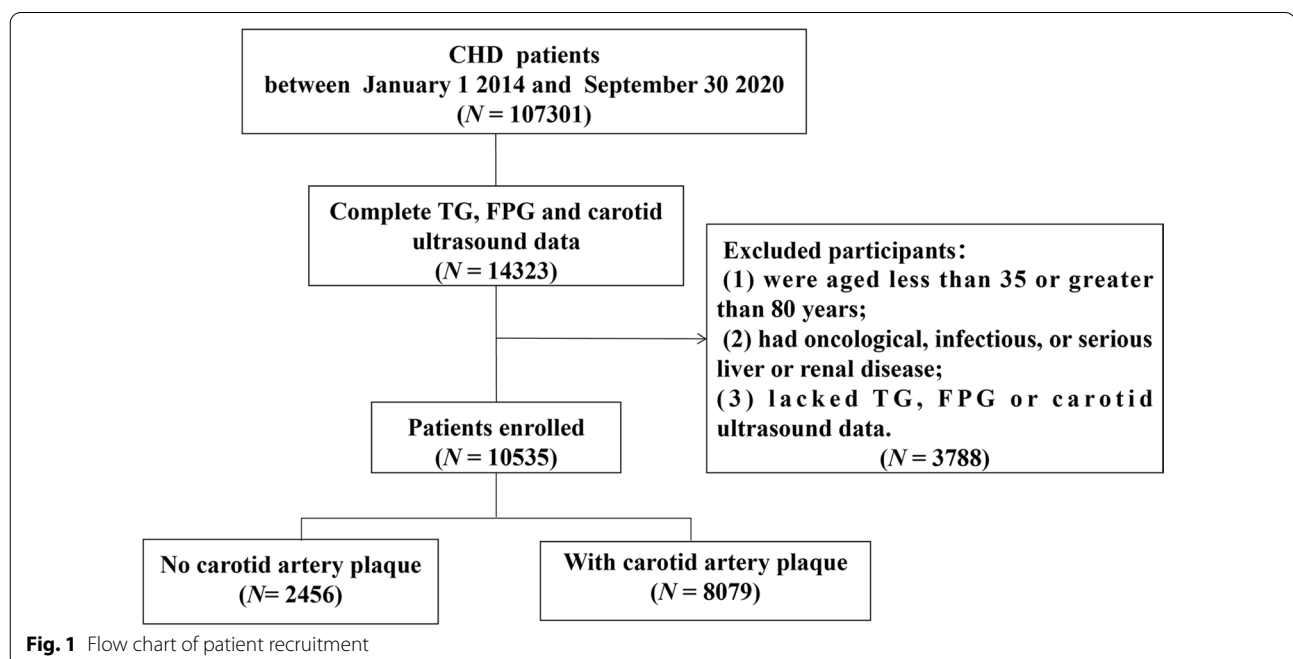 CHD patients
between January 1 2014 and September 30 2020
(N = 107301)
Complete TG, FPG and carotid
ultrasound data
(N = 14323)
Excluded participants:
(1) were aged less than 35 or greater
than 80 years;
(2) had oncological, infectious, or serious
liver or renal disease;
(3) lacked TG, FPG or carotid
ultrasound data.
(N = 3788)
Patients enrolled
(N = 10535)
No carotid artery plaque
(N= 2456)
With carotid artery plaque
(N = 8079)
Fig. 1 Flow chart of patient recruitment